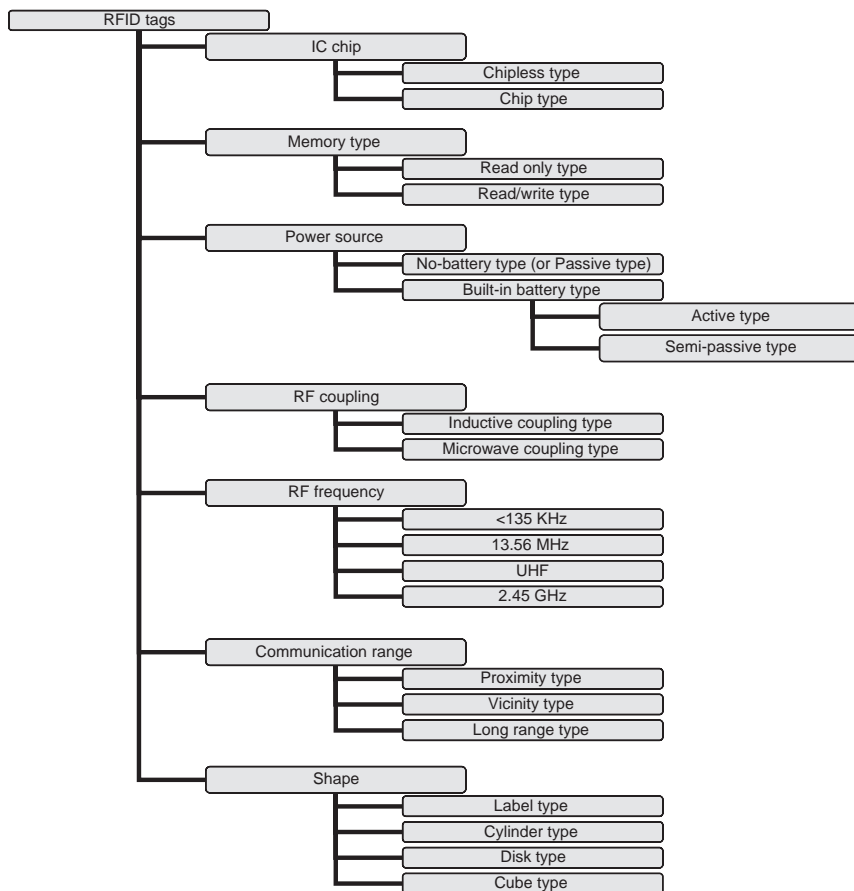 RFID tags
IC chip
Chipless type
Chip type
Memory type
Read only type
Read/write type
Power source
No-battery type (or Passive type)
Built-in battery type
Active type
Semi-passive type
RF coupling
Inductive coupling type
Microwave coupling type
RF frequency
<135 KHz
13.56 MHz
UHF
2.45 GHz
Communication range
Proximity type
Vicinity type
Long range type
Shape
Label type
Cylinder type
Disk type
Cube type